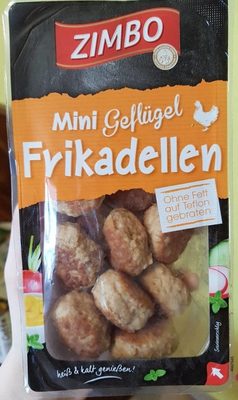 ZIMBO
Mini Geflügel
Frikadellen
Ohne Fett
auf Teflon
gebraten
heiß & kalt genießen!